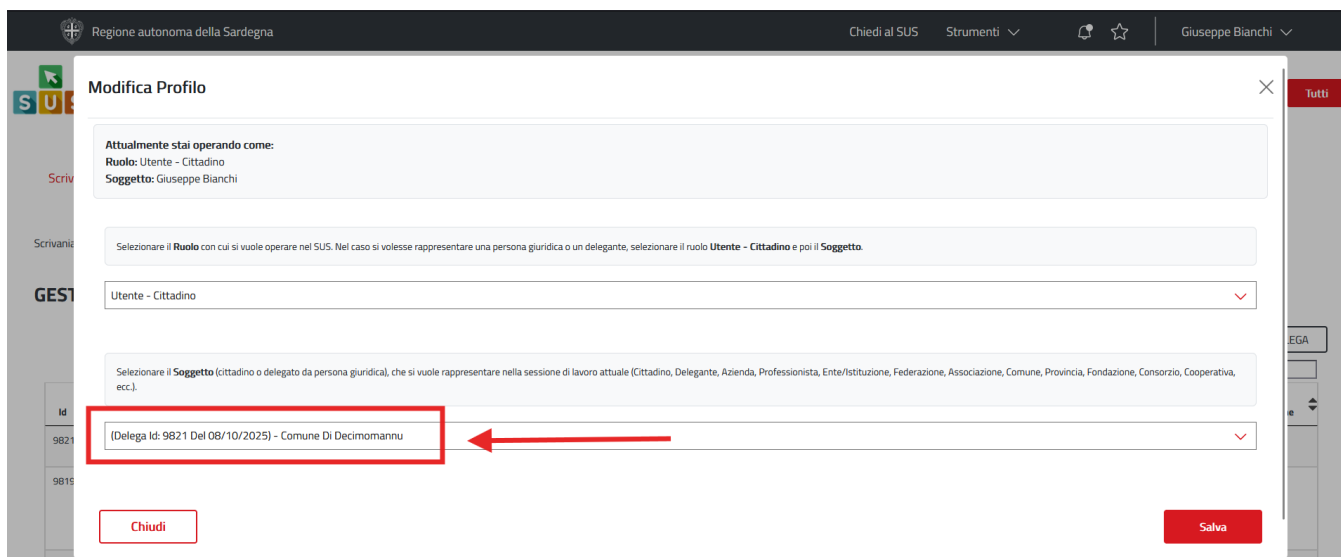 Regione autonoma della Sardegna
Chiedi al SUS
Strumenti
Giuseppe Bianchi
SUS
Tutti
Modifica Profilo
Attualmente stai operando come:
Ruolo: Utente - Cittadino
Soggetto: Giuseppe Bianchi
Scriv
Scrivania
Selezionare il Ruolo con cui si vuole operare nel SUS. Nel caso si volesse rappresentare una persona giuridica o un delegante, selezionare il ruolo Utente - Cittadino e poi il Soggetto.
GEST
Utente - Cittadino
EGA
Selezionare il Soggetto (cittadino o delegato da persona giuridica), che si vuole rappresentare nella sessione di lavoro attuale (Cittadino, Delegante, Azienda, Professionista, Ente/Istituzione, Federazione, Associazione, Comune, Provincia, Fondazione, Consorzio, Cooperativa,
ecc.).
Id
e
9821
(Delega Id: 9821 Del 08/10/2025) - Comune Di Decimomannu
9819
Chiudi
Salva